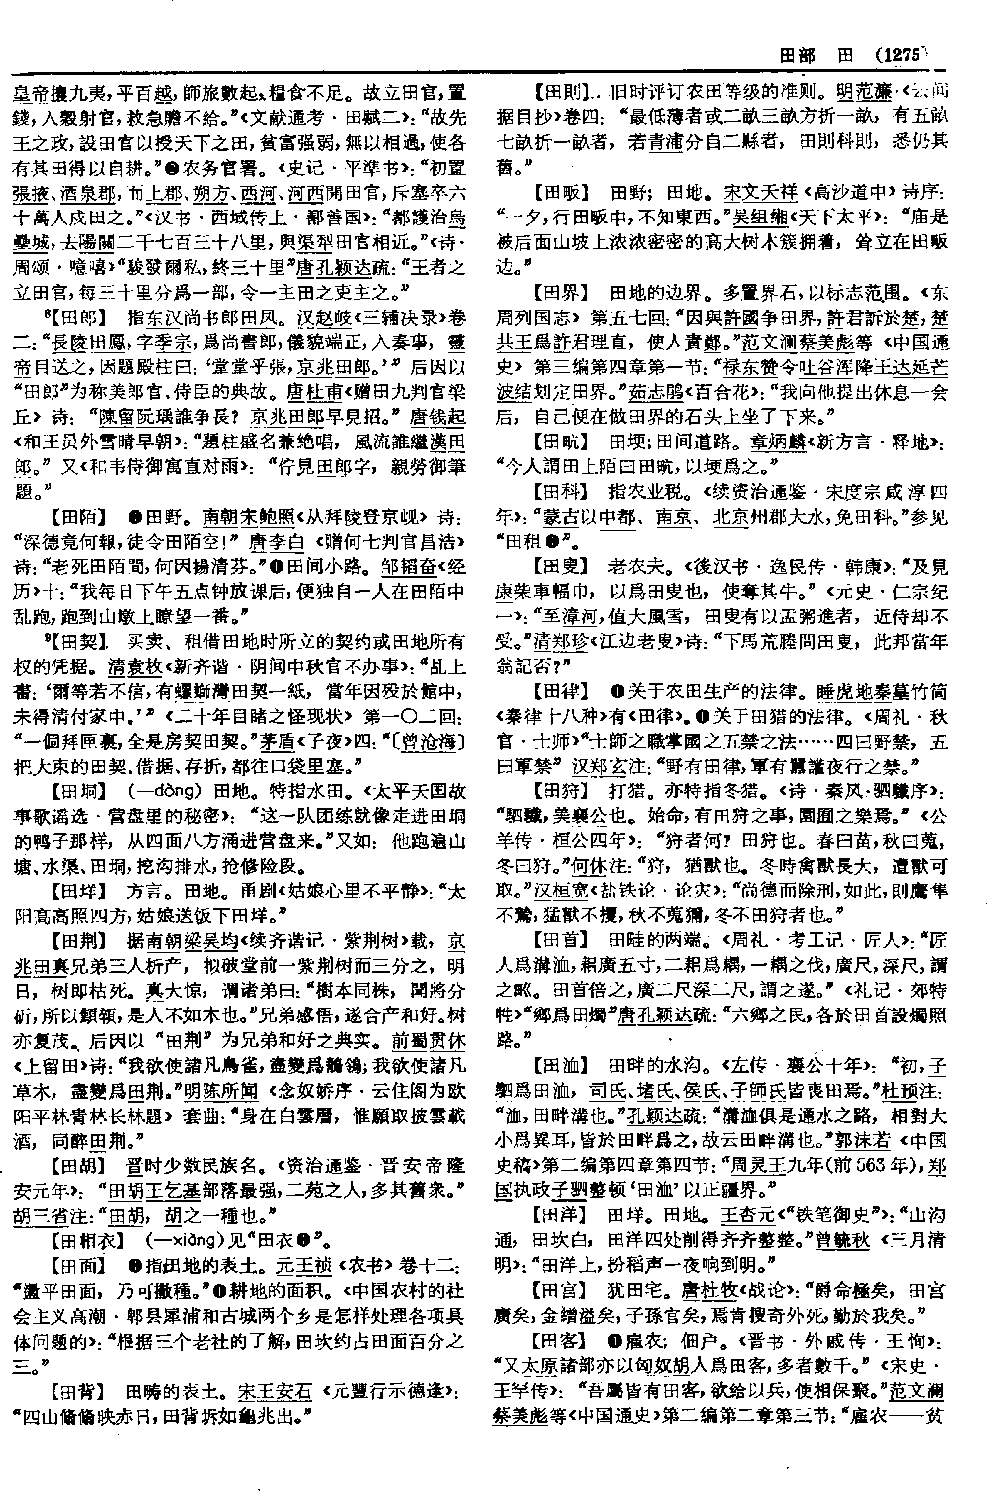 田部　田　(1275)
皇帝攘九夷,平百越,師旅數起,糧食不足。故立田官,置
錢,入穀射官,救急贍不给。”《文献通考·田赋二》:“故先
王之政,設田官以授天下之田,貧富强弱,無以相過,使各
有其田得以自耕。”❷农务官署。《史记·平準书》:“初置
張掖、酒泉郡,而上郡、朔方、西河、河西開田官,斥塞卒六
十萬人戍田之。”《汉书·西域传上·鄯善国》:“都護治烏
壘城,去陽關二千七百三十八里,與渠犂田官相近。”《诗·
周颂·噫嘻》“駿發爾私,終三十里”唐孔颖达疏:“王者之
立田官,每三十里分爲一部,令一主田之吏主之。”
【田郎】　指东汉尚书郎田凤。汉赵岐《三辅决录》卷
二:“長陵田鳳,字季宗,爲尚書郎,儀貌端正,入奏事,靈
帝目送之,因題殿柱曰:‘堂堂乎張,京兆田郎。’”后因以
“田郎”为称美郎官、侍臣的典故。唐杜甫《赠田九判官梁
丘》诗:“陳留阮瑀誰争長?京兆田郎早見招。”唐钱起
《和王员外雪晴早朝》:“題柱盛名兼绝唱,風流誰繼漢田
郎。”又《和韦侍御寓直对雨》:“佇見田郎字,親勞御筆
題。”
【田陌】　❶田野。南朝宋鲍照《从拜陵登京岘》诗:
“深德竟何報,徒令田陌空!”唐李白《赠何七判官昌浩》
诗:“老死田陌間,何因揚清芬。”❷田间小路。邹韬奋《经
历》十:“我每日下午五点钟放课后,便独自一人在田陌中
乱跑,跑到山墩上瞭望一番。”
【田契】　买卖、租借田地时所立的契约或田地所有
权的凭据。清袁枚《新齐谐·阴间中秋官不办事》:“乩上
書:‘爾等若不信,有螺螄灣田契一紙,當年因殁於館中,
未得清付家中。’”《二十年目睹之怪现状》第一〇二回:
“一個拜匣裏,全是房契田契。”茅盾《子夜》四:“〔曾沧海〕
把大束的田契、借据、存折,都往口袋里塞。”
【田垌】　(—dòng)　田地。特指水田。《太平天国故
事歌谣选·营盘里的秘密》:“这一队团练就像走进田垌
的鸭子那样,从四面八方涌进营盘来。”又如:他跑遍山
塘、水渠、田垌,挖沟排水,抢修险段。
【田垟】　方言。田地。甬剧《姑娘心里不平静》:“太
阳高高照四方,姑娘送饭下田垟。”
【田荆】　据南朝梁吴均《续齐谐记·紫荆树》载,京
兆田真兄弟三人析产,拟破堂前一紫荆树而三分之,明
日,树即枯死。真大惊,谓诸弟曰:“樹本同株,聞將分
斫,所以顦顇,是人不如木也。”兄弟感悟,遂合产和好。树
亦复茂。后因以“田荆”为兄弟和好之典实。前蜀贯休
《上留田》诗:“我欲使諸凡鳥雀,盡變爲鶺鴒;我欲使諸凡
草木,盡變爲田荆。”明陈所闻《念奴娇序·云住阁为欧
阳平林青林长林题》套曲:“身在白雲層,惟願取披雲載
酒,同醉田荆。”
【田胡】　晋时少数民族名。《资治通鉴·晋安帝隆
安元年》:“田胡王乞基部落最强,二苑之人,多其舊衆。”
胡三省注:“田胡,胡之一種也。”
【田相衣】　(—xiàng)见“田衣❷”。
【田面】　❶指田地的表土。元王祯《农书》卷十二:
“盪平田面,乃可撒種。”❷耕地的面积。《中国农村的社
会主义高潮·郫县犀浦和古城两个乡是怎样处理各项具
体问题的》:“根据三个老社的了解,田坎约占田面百分之
三。”
【田背】　田畴的表土。宋王安石《元豐行示德逢》:
“四山翛翛映赤日,田背坼如龜兆出。”
【田則】　旧时评订农田等级的准则。明范濂《云间
据目抄》卷四:“最低薄者或二畝三畝方折一畝,有五畝
七畝折一畝者,若青浦分自二縣者,田則科則,悉仍其
舊。”
【田畈】　田野;田地。宋文天祥《高沙道中》诗序:
“一夕,行田畈中,不知東西。”吴组缃《天下太平》:“庙是
被后面山坡上浓浓密密的高大树木簇拥着,耸立在田畈
边。”
【田界】　田地的边界。多置界石,以标志范围。《东
周列国志》第五七回:“因與許國争田界,許君訴於楚,楚
共王爲許君理直,使人責鄭。”范文澜蔡美彪等《中国通
史》第三编第四章第一节:“禄东赞令吐谷浑降王达延芒
波结划定田界。”茹志鹃《百合花》:“我向他提出休息一会
后,自己便在做田界的石头上坐了下来。”
【田畖】　田埂;田间道路。章炳麟《新方言·释地》:
“今人謂田上陌曰田畖,以埂爲之。”
【田科】　指农业税。《续资治通鉴·宋度宗咸淳四
年》:“蒙古以中都、南京、北京州郡大水,免田科。”参见
“田租❶”。
【田叟】　老农夫。《後汉书·逸民传·韩康》:“及見
康柴車幅巾,以爲田叟也,使奪其牛。”《元史·仁宗纪
一》:“至漳河,值大風雪,田叟有以盂粥進者,近侍却不
受。”清郑珍《江边老叟》诗:“下馬荒塍問田叟,此邦當年
翁記否?”
【田律】　❶关于农田生产的法律。睡虎地秦墓竹简
《秦律十八种》有《田律》。❷关于田猎的法律。《周礼·秋
官·士师》“士師之職掌國之五禁之法……四曰野禁,五
曰軍禁”汉郑玄注:“野有田律,軍有囂讙夜行之禁。”
【田狩】　打猎。亦特指冬猎。《诗·秦风·駟驖序》:
“駟驖,美襄公也。始命,有田狩之事,園囿之樂焉。”《公
羊传·桓公四年》:“狩者何?田狩也。春曰苗,秋曰蒐,
冬曰狩。”何休注:“狩,猶獸也。冬時禽獸長大,遭獸可
取。”汉桓宽《盐铁论·论灾》:“尚德而除刑,如此,則鷹隼
不鷙,猛獸不攫,秋不蒐獮,冬不田狩者也。”
【田首】　田畦的两端。《周礼·考工记·匠人》:“匠
人爲溝洫,耜廣五寸,二耜爲耦,一耦之伐,廣尺,深尺,謂
之𤰝。田首倍之,廣二尺深二尺,謂之遂。”《礼记·郊特
牲》“鄉爲田燭”唐孔颖达疏:“六鄉之民,各於田首設燭照
路。”
【田洫】　田畔的水沟。《左传·襄公十年》:“初,子
駟爲田洫,司氏、堵氏、侯氏、子師氏皆喪田焉。”杜预注:
“洫,田畔溝也。”孔颖达疏:“溝洫俱是通水之路,相對大
小爲異耳,皆於田畔爲之,故云田畔溝也。”郭沫若《中国
史稿》第二编第四章第四节:“周灵王九年(前563年),郑
国执政子駟整顿‘田洫’以正疆界。”
【田洋】　田垟。田地。王杏元《“铁笔御史”》:“山沟
通,田坎白,田洋四处削得齐齐整整。”曾毓秋《三月清
明》:“田洋上,扮稻声一夜响到明。”
【田宫】　犹田宅。唐杜牧《战论》:“爵命極矣,田宫
廣矣,金繒溢矣,子孫官矣,焉肯搜奇外死,勤於我矣。”
【田客】　❶雇农;佃户。《晋书·外戚传·王恂》:
“又太原諸部亦以匈奴胡人爲田客,多者數千。”《宋史·
王罕传》:“吾屬皆有田客,欲给以兵,使相保聚。”范文澜
蔡美彪等《中国通史》第二编第二章第三节:“雇农——贫